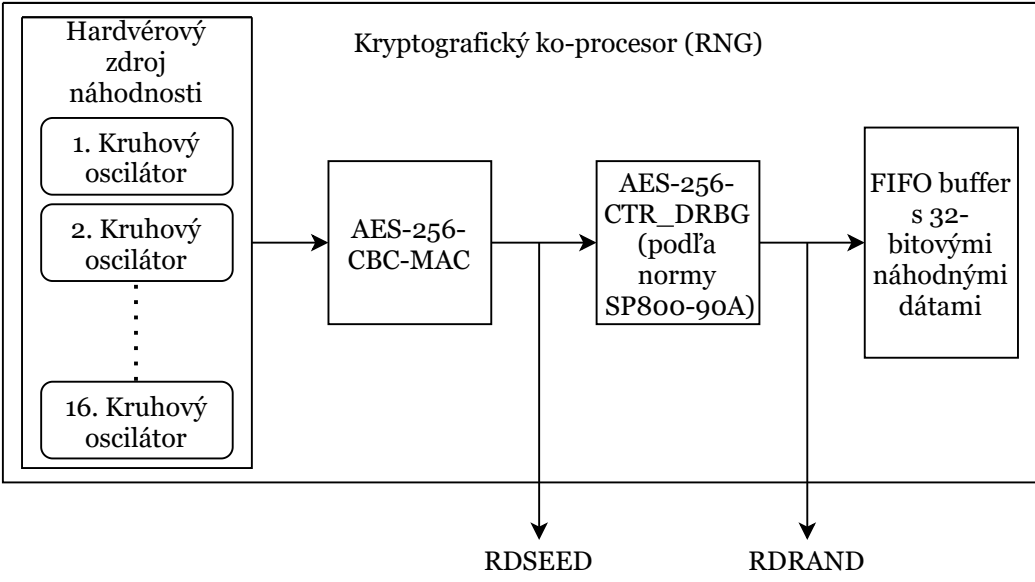 Hardvérový
zdroj
náhodnosti
Kryptografický ko-procesor (RNG)
1. Kruhový
oscilátor
2. Kruhový
oscilátor
16. Kruhový
oscilátor
AES-256-
CBC-MAC
AES-256-
CTR_DRBG
(podľa
normy
SP800-90A)
FIFO buffer
s 32-
bitovými
náhodnými
dátami
RDSEED
RDRAND